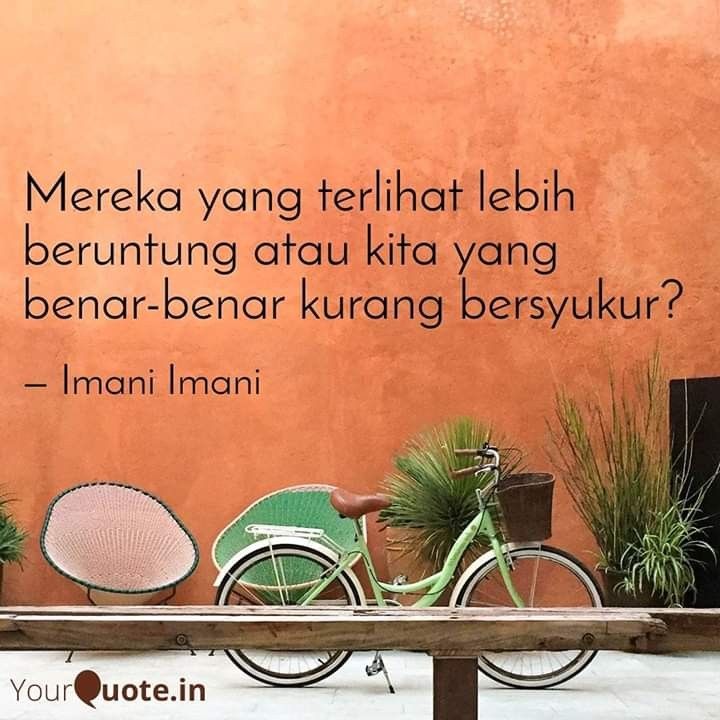 Mereka yang terlihat lebih
beruntung atau kita yang
benar-benar kurang bersyukur?
– Imani Imani
YourQuote.in